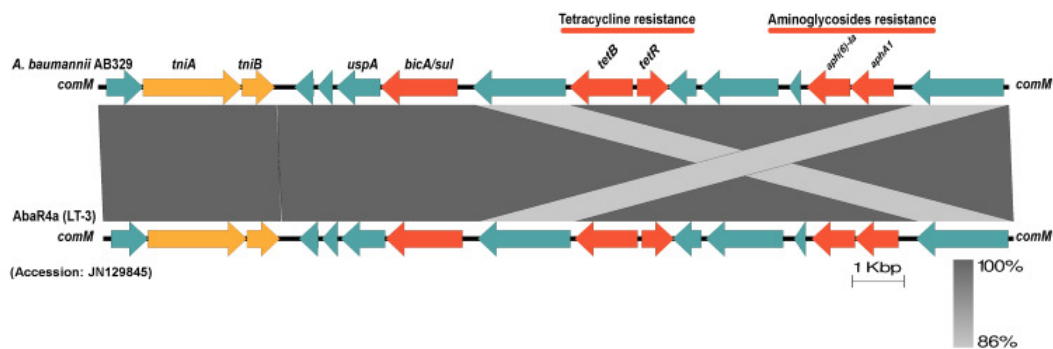 Tetracycline resistance
Aminoglycosides resistance
A. baumannii AB329
tniA
tniB
uspA
bicA/sul
tetB
tetR
aph(6)-Ia
aphA1
comM
comM
AbaR4a (LT-3)
comM
comM
(Accession: JN129845)
1 Kbp
100%
86%